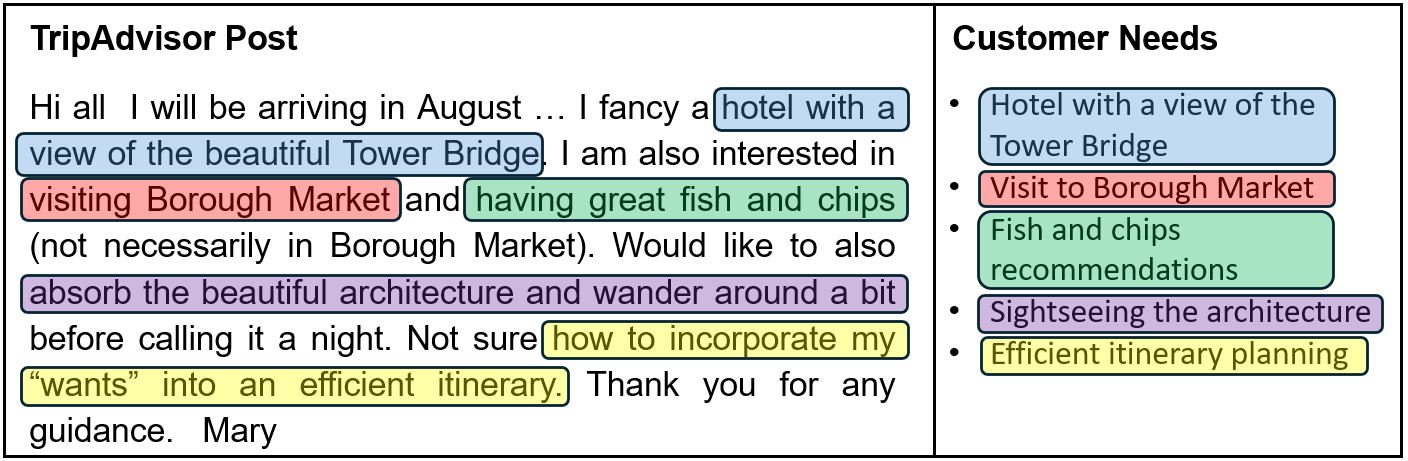 TripAdvisor Post
Hi all I will be arriving in August … I fancy a hotel with a
view of the beautiful Tower Bridge. I am also interested in
visiting Borough Market and having great fish and chips
(not necessarily in Borough Market). Would like to also
absorb the beautiful architecture and wander around a bit
before calling it a night. Not sure how to incorporate my
“wants” into an efficient itinerary. Thank you for any
guidance. Mary
Customer Needs
• Hotel with a view of the
Tower Bridge
• Visit to Borough Market
• Fish and chips
recommendations
• Sightseeing the architecture
• Efficient itinerary planning